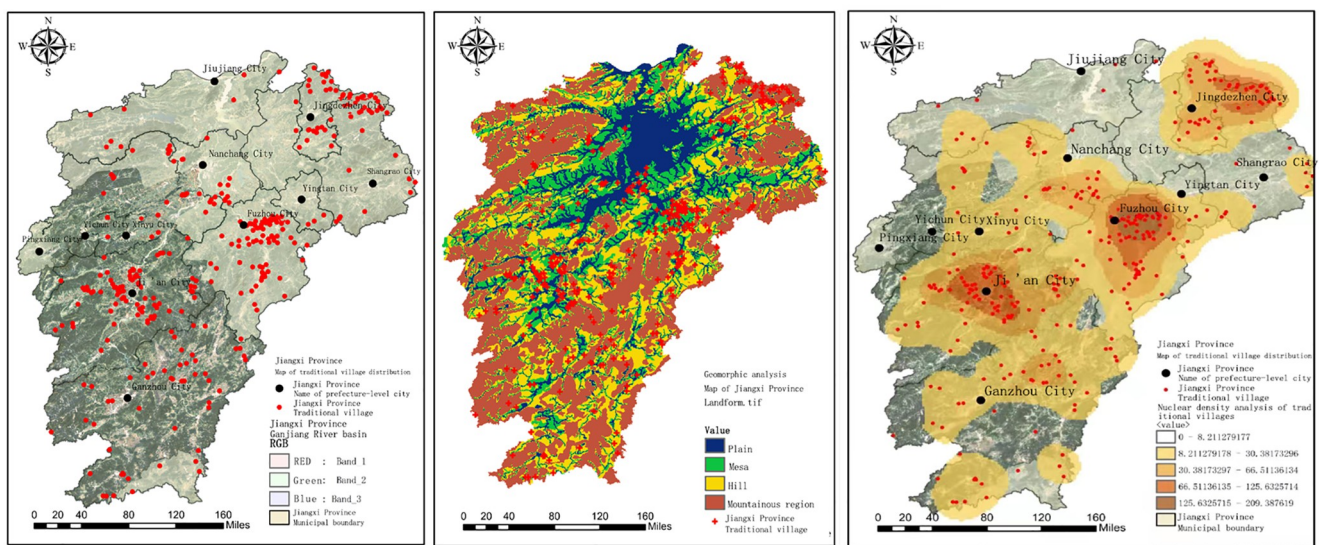 N
W E
S
Jiujiang City
Jingdezhen City
Nanchang City
Shangrao City
Yingtan City
Fuzhou City
Yichun City Xinyu City
Pingxiang City
Ji'an City
Ganzhou City
Jiangxi Province
Map of traditional village distribution
Jiangxi Province
Name of prefecture-level city
Jiangxi Province
Traditional village
Jiangxi Province
Ganjiang River basin
RGB
RED : Band_1
Green: Band_2
Blue : Band_3
Jiangxi Province
Municipal boundary
0 20 40 80 120 160
Miles
N
W E
S
Geomorphic analysis
Map of Jiangxi Province
Landform.tif
Value
Plain
Mesa
Hill
Mountainous region
Jiangxi Province
Traditional village
0 20 40 80 120 160
Miles
N
W E
S
Jiujiang City
Jingdezhen City
Nanchang City
Shangrao City
Yingtan City
Fuzhou City
Yichun City Xinyu City
Pingxiang City
Ji'an City
Ganzhou City
Jiangxi Province
Map of traditional village distribution
Jiangxi Province
Name of prefecture-level city
Jiangxi Province
Traditional village
Nuclear density analysis of trad
itional villages
<value>
0 - 8.211279177
8.211279178 - 30.38173296
30.38173297 - 66.51136134
66.51136135 - 125.6325714
125.6325715 - 209.387619
Jiangxi Province
Municipal boundary
0 20 40 80 120 160
Miles